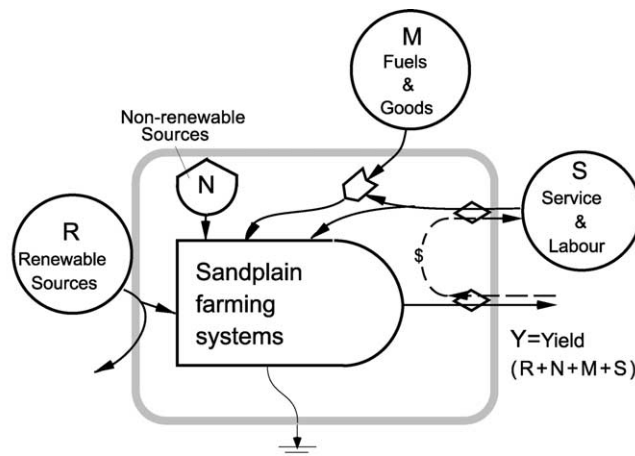 M
Fuels
&
Goods
Non-renewable
Sources
N
S
Service
&
Labour
R
Renewable
Sources
$
Sandplain
farming
systems
Y=Yield
(R+N+M+S)